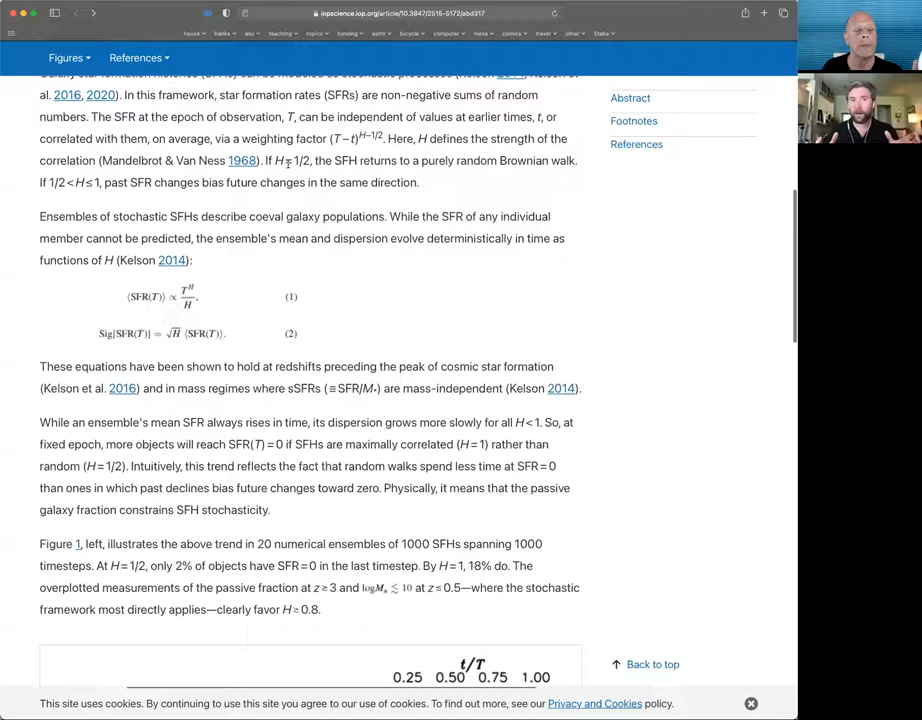 iopscience.iop.org/article/10.3847/2515-5172/abd317
house banks asu teaching topics funding astro bicycle computer mesa comics travel other 5tabs
Figures References
al. 2016, 2020). In this framework, star formation rates (SFRs) are non-negative sums of random
numbers. The SFR at the epoch of observation, T, can be independent of values at earlier times, t, or
correlated with them, on average, via a weighting factor (T − t)^H−1/2. Here, H defines the strength of the
correlation (Mandelbrot & Van Ness 1968). If H = 1/2, the SFH returns to a purely random Brownian walk.
If 1/2 < H ≤ 1, past SFR changes bias future changes in the same direction.
Ensembles of stochastic SFHs describe coeval galaxy populations. While the SFR of any individual
member cannot be predicted, the ensemble's mean and dispersion evolve deterministically in time as
functions of H (Kelson 2014):
⟨SFR(T)⟩ ∝ T^H/H, (1)
Sig[SFR(T)] = √H ⟨SFR(T)⟩. (2)
These equations have been shown to hold at redshifts preceding the peak of cosmic star formation
(Kelson et al. 2016) and in mass regimes where sSFRs (≡ SFR/M*) are mass-independent (Kelson 2014).
While an ensemble's mean SFR always rises in time, its dispersion grows more slowly for all H < 1. So, at
fixed epoch, more objects will reach SFR(T) = 0 if SFHs are maximally correlated (H = 1) rather than
random (H = 1/2). Intuitively, this trend reflects the fact that random walks spend less time at SFR = 0
than ones in which past declines bias future changes toward zero. Physically, it means that the passive
galaxy fraction constrains SFH stochasticity.
Figure 1, left, illustrates the above trend in 20 numerical ensembles of 1000 SFHs spanning 1000
timesteps. At H = 1/2, only 2% of objects have SFR = 0 in the last timestep. By H = 1, 18% do. The
overplotted measurements of the passive fraction at z ≥ 3 and logM* ≲ 10 at z ≤ 0.5—where the stochastic
framework most directly applies—clearly favor H ≥ 0.8.
t/T
0.25 0.50 0.75 1.00
Abstract
Footnotes
References
Back to top
This site uses cookies. By continuing to use this site you agree to our use of cookies. To find out more, see our Privacy and Cookies policy.